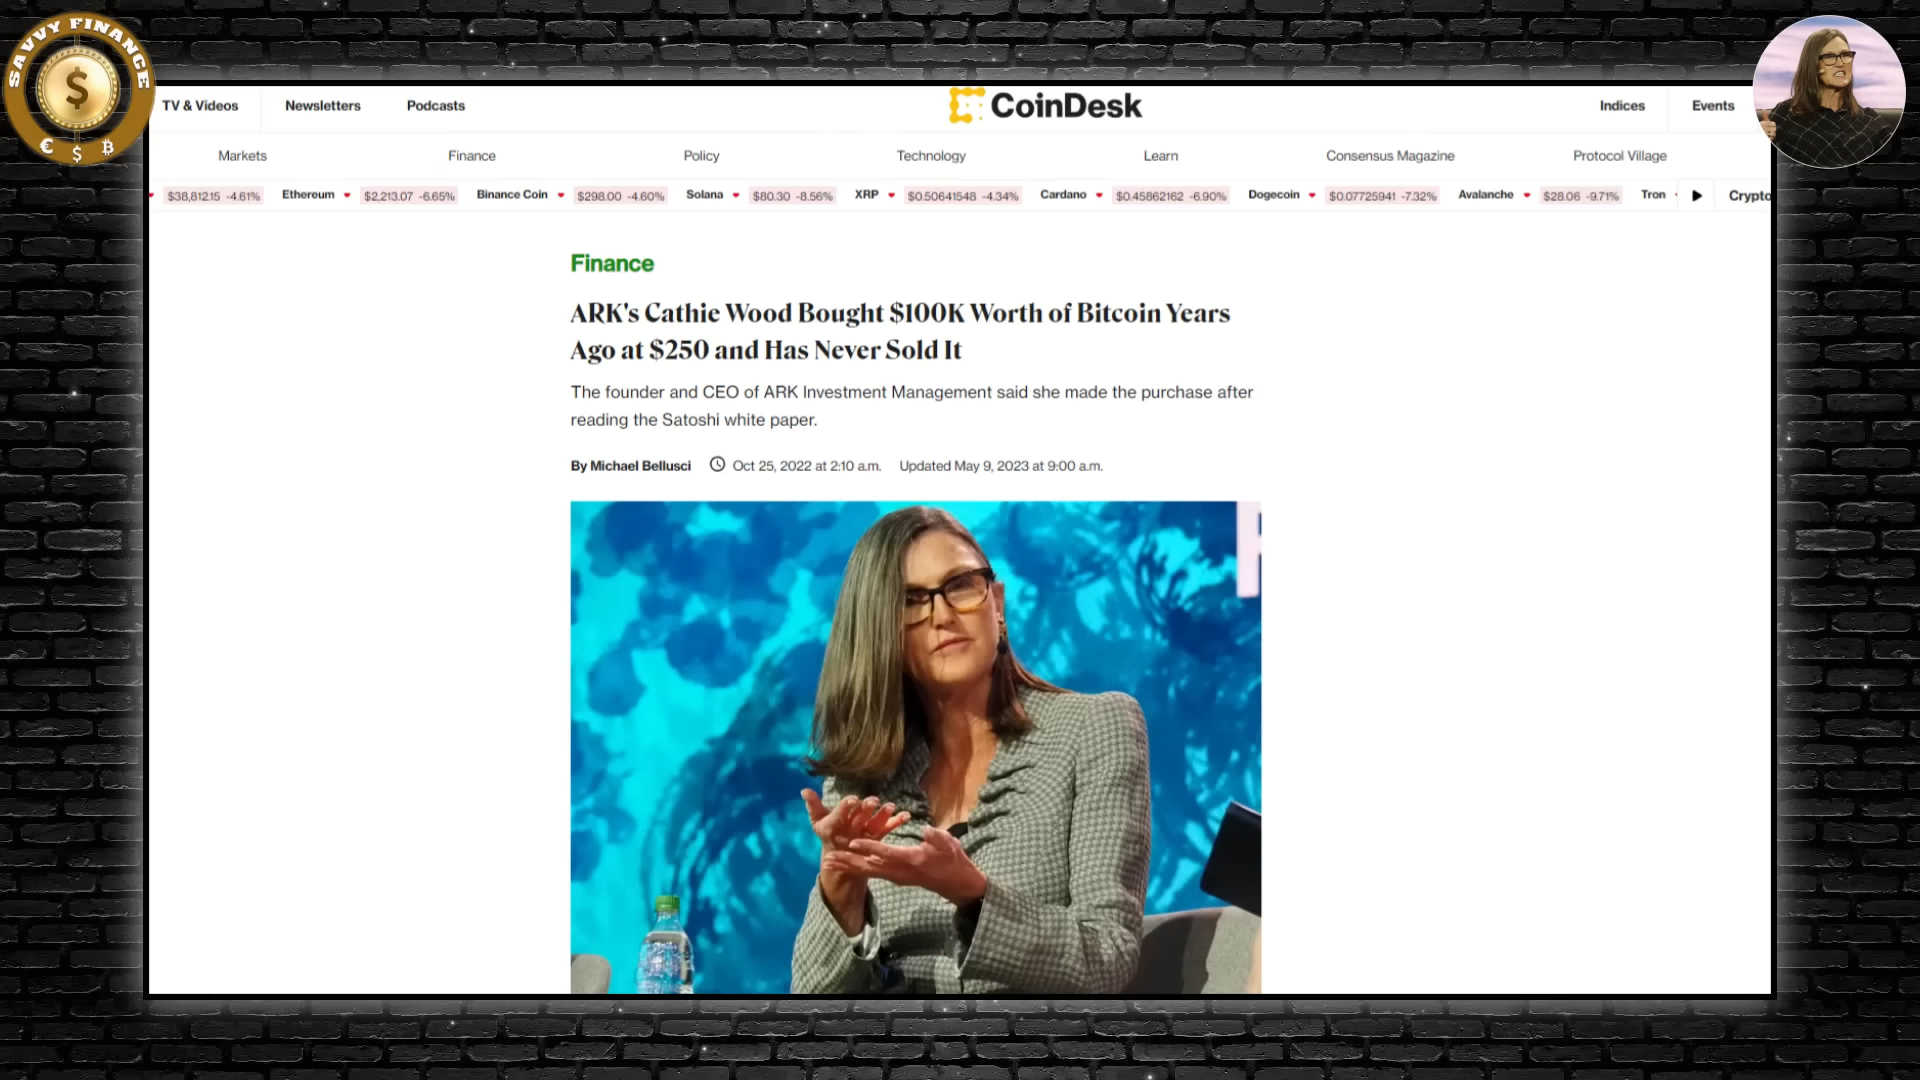 SAVVY FINANCE
$
€ $ ₿
TV & Videos Newsletters Podcasts CoinDesk Indices Events
Markets Finance Policy Technology Learn Consensus Magazine Protocol Village
$38,812.15 -4.61% Ethereum $2,213.07 -6.65% Binance Coin $298.00 -4.60% Solana $80.30 -8.56% XRP $0.50641548 -4.34% Cardano $0.45862162 -6.90% Dogecoin $0.07725941 -7.32% Avalanche $28.06 -9.71% Tron Crypto
Finance
ARK's Cathie Wood Bought $100K Worth of Bitcoin Years
Ago at $250 and Has Never Sold It
The founder and CEO of ARK Investment Management said she made the purchase after
reading the Satoshi white paper.
By Michael Bellusci Oct 25, 2022 at 2:10 a.m. Updated May 9, 2023 at 9:00 a.m.